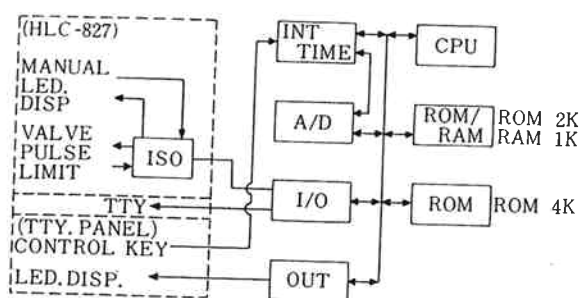 (HLC-827)
MANUAL
LED.
DISP
VALVE
PULSE
LIMIT
ISO
TTY
(TTY. PANEL)
CONTROL KEY
LED. DISP.
INT
TIME
A/D
I/O
OUT
CPU
ROM/
RAM
ROM 2K
RAM 1K
ROM
ROM 4K